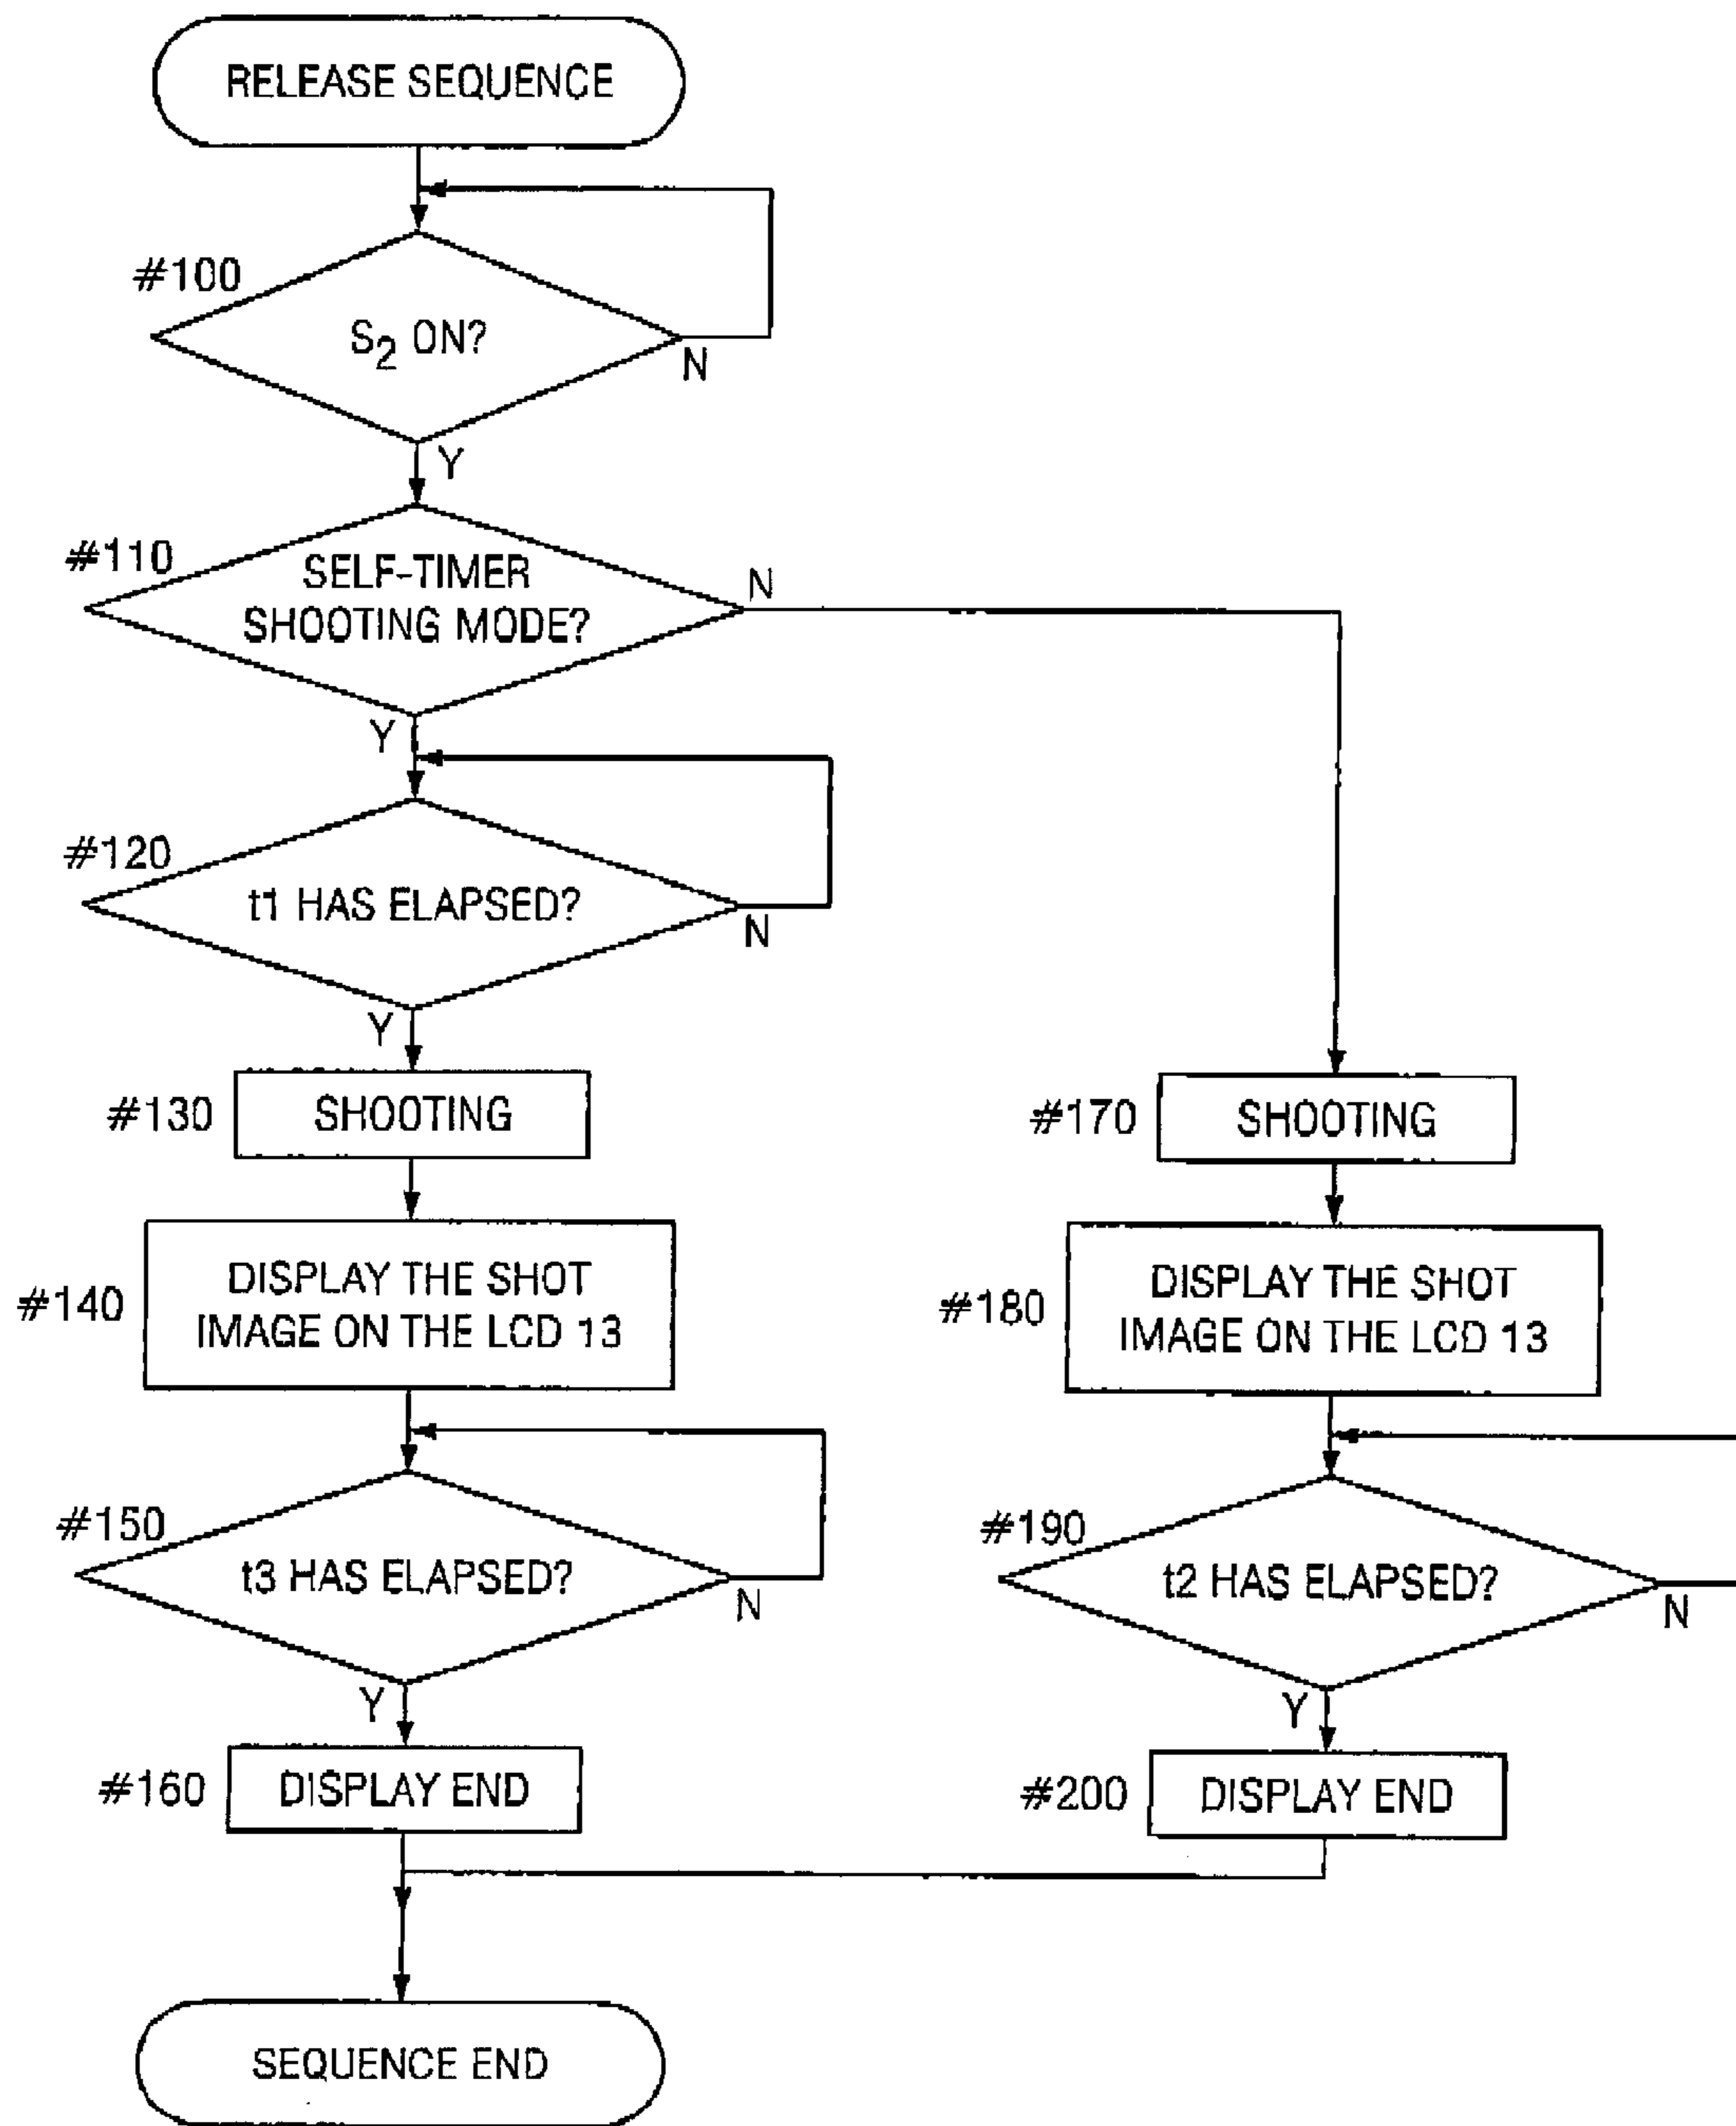 RELEASE SEQUENCE
#100
S2 ON?
N
Y
#110
SELF-TIMER
SHOOTING MODE?
N
Y
#120
t1 HAS ELAPSED?
N
Y
#130
SHOOTING
#140
DISPLAY THE SHOT
IMAGE ON THE LCD 13
#150
t3 HAS ELAPSED?
N
Y
#160
DISPLAY END
#170
SHOOTING
#180
DISPLAY THE SHOT
IMAGE ON THE LCD 13
#190
t2 HAS ELAPSED?
N
Y
#200
DISPLAY END
SEQUENCE END